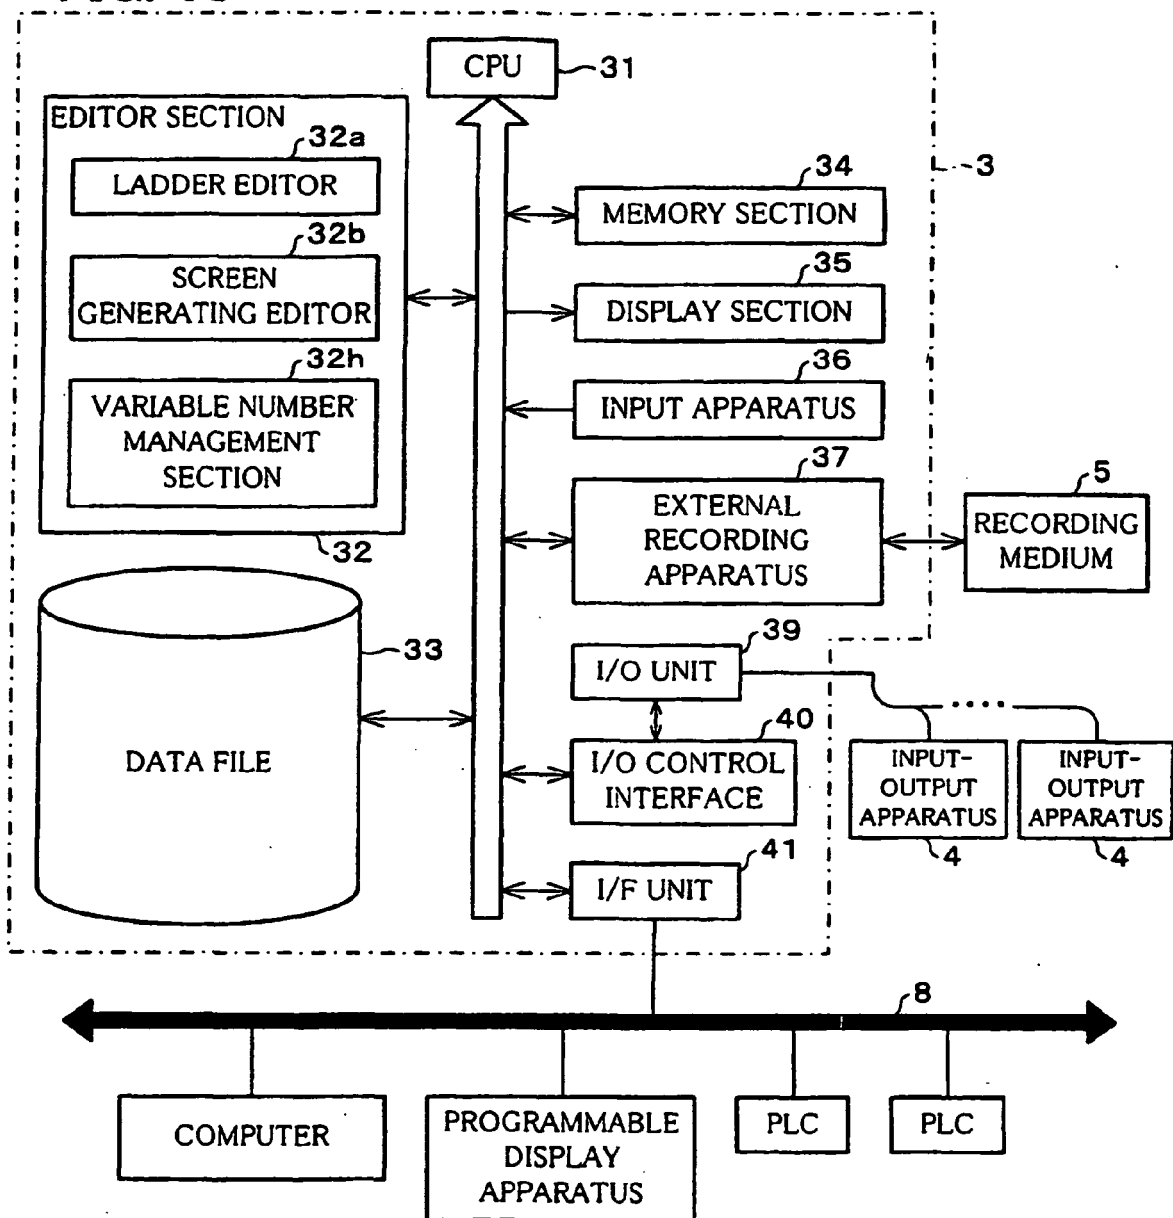 CPU
31
EDITOR SECTION
32a
LADDER EDITOR
32b
SCREEN
GENERATING EDITOR
32h
VARIABLE NUMBER
MANAGEMENT
SECTION
32
33
DATA FILE
3
34
MEMORY SECTION
35
DISPLAY SECTION
36
INPUT APPARATUS
37
EXTERNAL
RECORDING
APPARATUS
5
RECORDING
MEDIUM
39
I/O UNIT
40
I/O CONTROL
INTERFACE
INPUT-
OUTPUT
APPARATUS
4
INPUT-
OUTPUT
APPARATUS
4
41
I/F UNIT
8
COMPUTER
PROGRAMMABLE
DISPLAY
APPARATUS
PLC
PLC